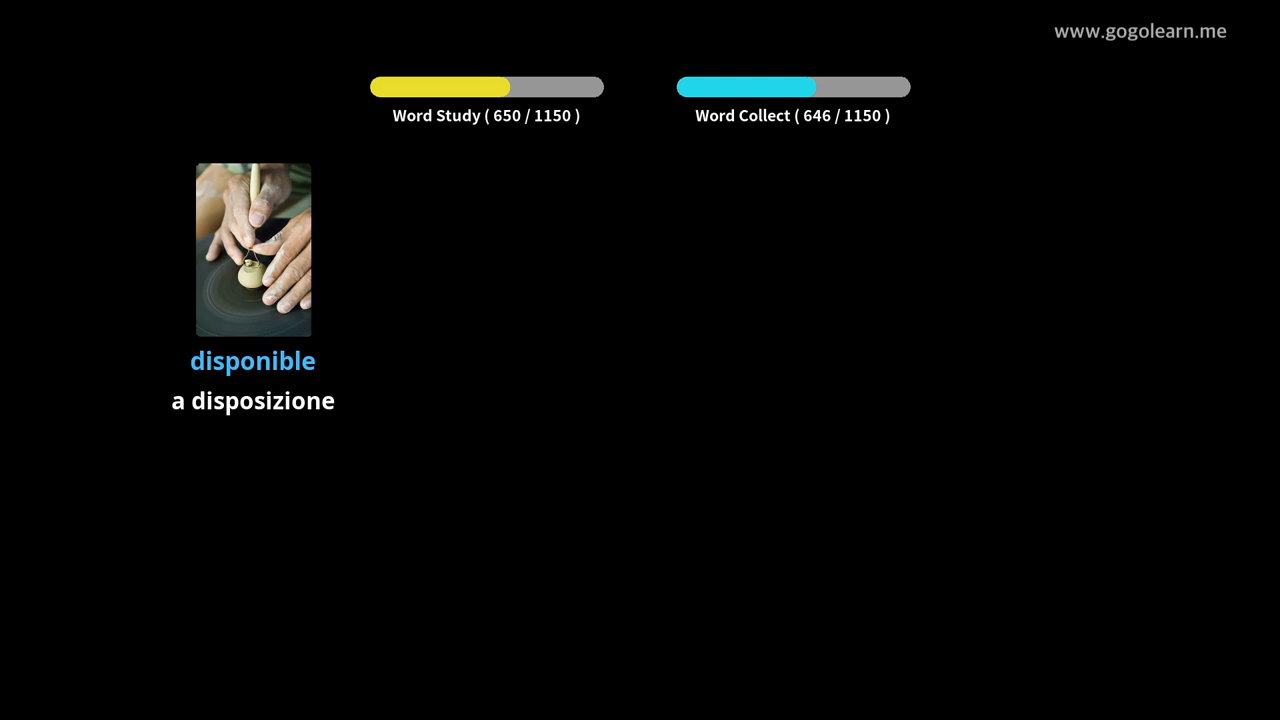 www.gogolearn.me
Word Study ( 650 / 1150 )
Word Collect ( 646 / 1150 )
disponible
a disposizione